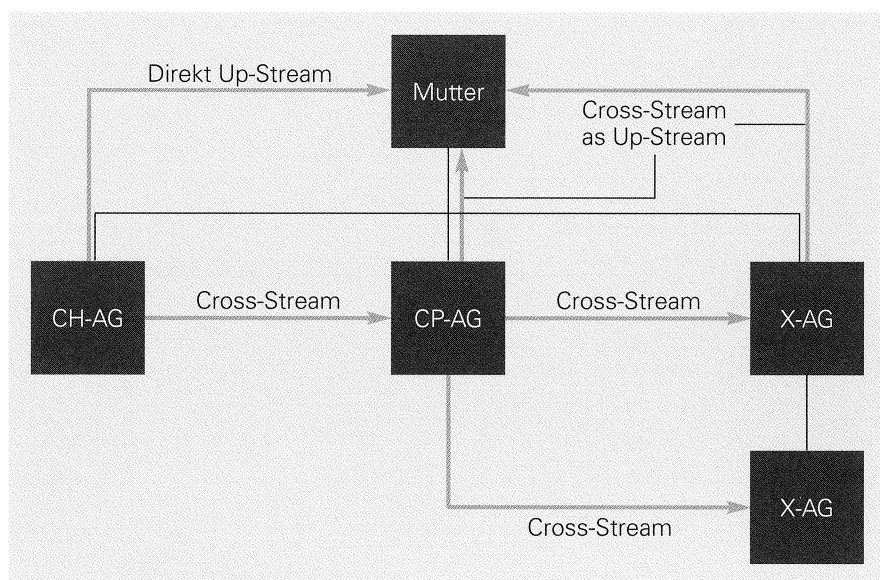 Direkt Up-Stream
Mutter
Cross-Stream
as Up-Stream
CH-AG
Cross-Stream
CP-AG
Cross-Stream
X-AG
X-AG
Cross-Stream